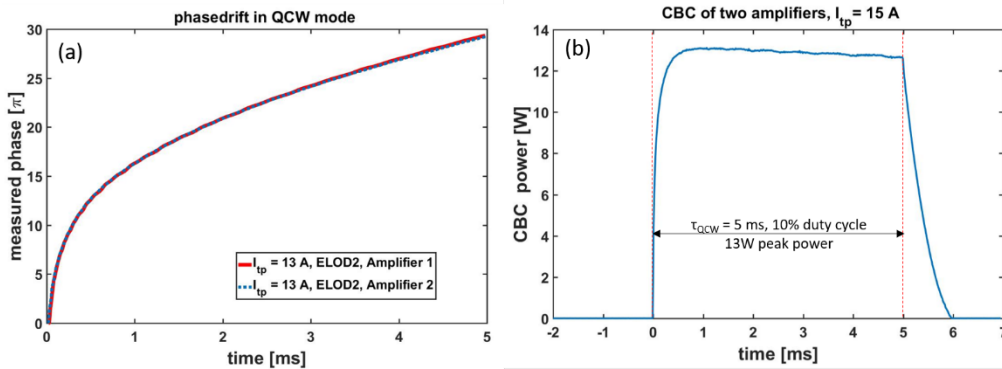 phasedrift in QCW mode
(a)
measured phase [π]
30
25
20
15
10
5
0
I_tp = 13 A, ELOD2, Amplifier 1
I_tp = 13 A, ELOD2, Amplifier 2
0 1 2 3 4 5
time [ms]
CBC of two amplifiers, I_tp = 15 A
(b)
CBC power [W]
14
12
10
8
6
4
2
0
τ_QCW = 5 ms, 10% duty cycle
13W peak power
-2 -1 0 1 2 3 4 5 6 7
time [ms]